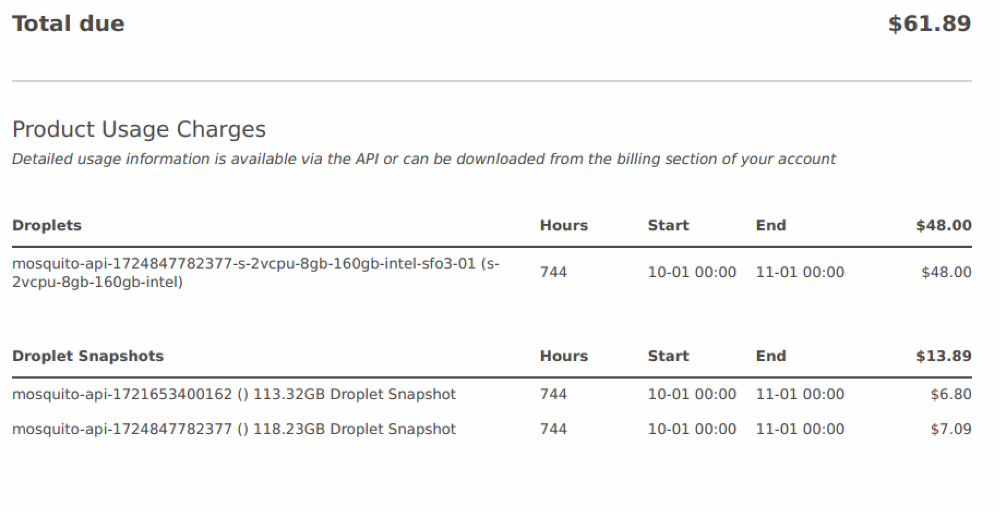 Total due $61.89
Product Usage Charges
Detailed usage information is available via the API or can be downloaded from the billing section of your account
Droplets Hours Start End $48.00
mosquito-api-1724847782377-s-2vcpu-8gb-160gb-intel-sfo3-01 (s-
2vcpu-8gb-160gb-intel) 744 10-01 00:00 11-01 00:00 $48.00
Droplet Snapshots Hours Start End $13.89
mosquito-api-1721653400162 () 113.32GB Droplet Snapshot 744 10-01 00:00 11-01 00:00 $6.80
mosquito-api-1724847782377 () 118.23GB Droplet Snapshot 744 10-01 00:00 11-01 00:00 $7.09